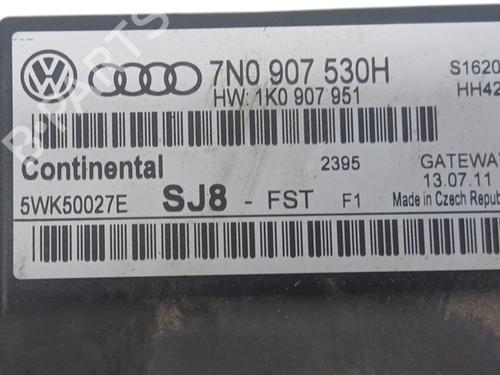 7N0 907 530H
HW: 1K0 907 951
S1620
HH42
Continental
2395
GATEWAY
5WK50027E
SJ8 - FST F1
13.07.11
Made in Czech Republ
B-PARTS